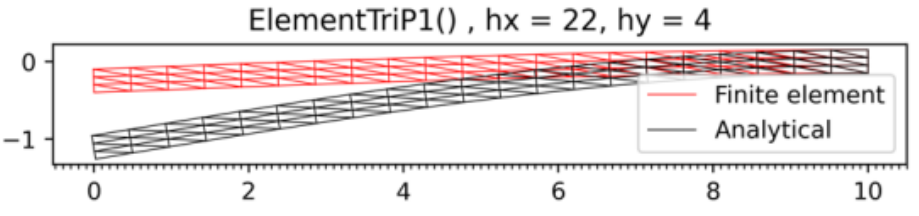 ElementTriP1() , hx = 22, hy = 4
0
−1
Finite element
Analytical
0 2 4 6 8 10